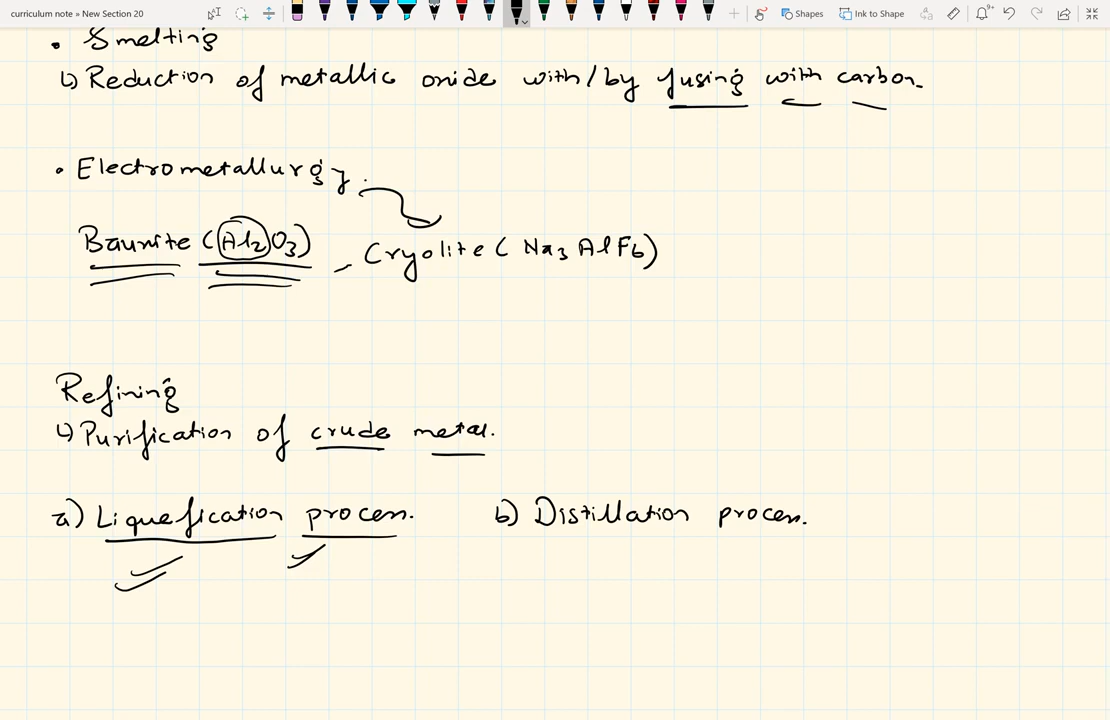 curriculum note » New Section 20
Shapes
Ink to Shape
9+
• Smelting
↳ Reduction of metallic oxide with/by fusing with carbon.
• Electrometallurgy.
Bauxite (Al2O3) - Cryolite (Na3AlF6)
Refining
↳ Purification of crude metal.
a) Liquefication process. b) Distillation process.